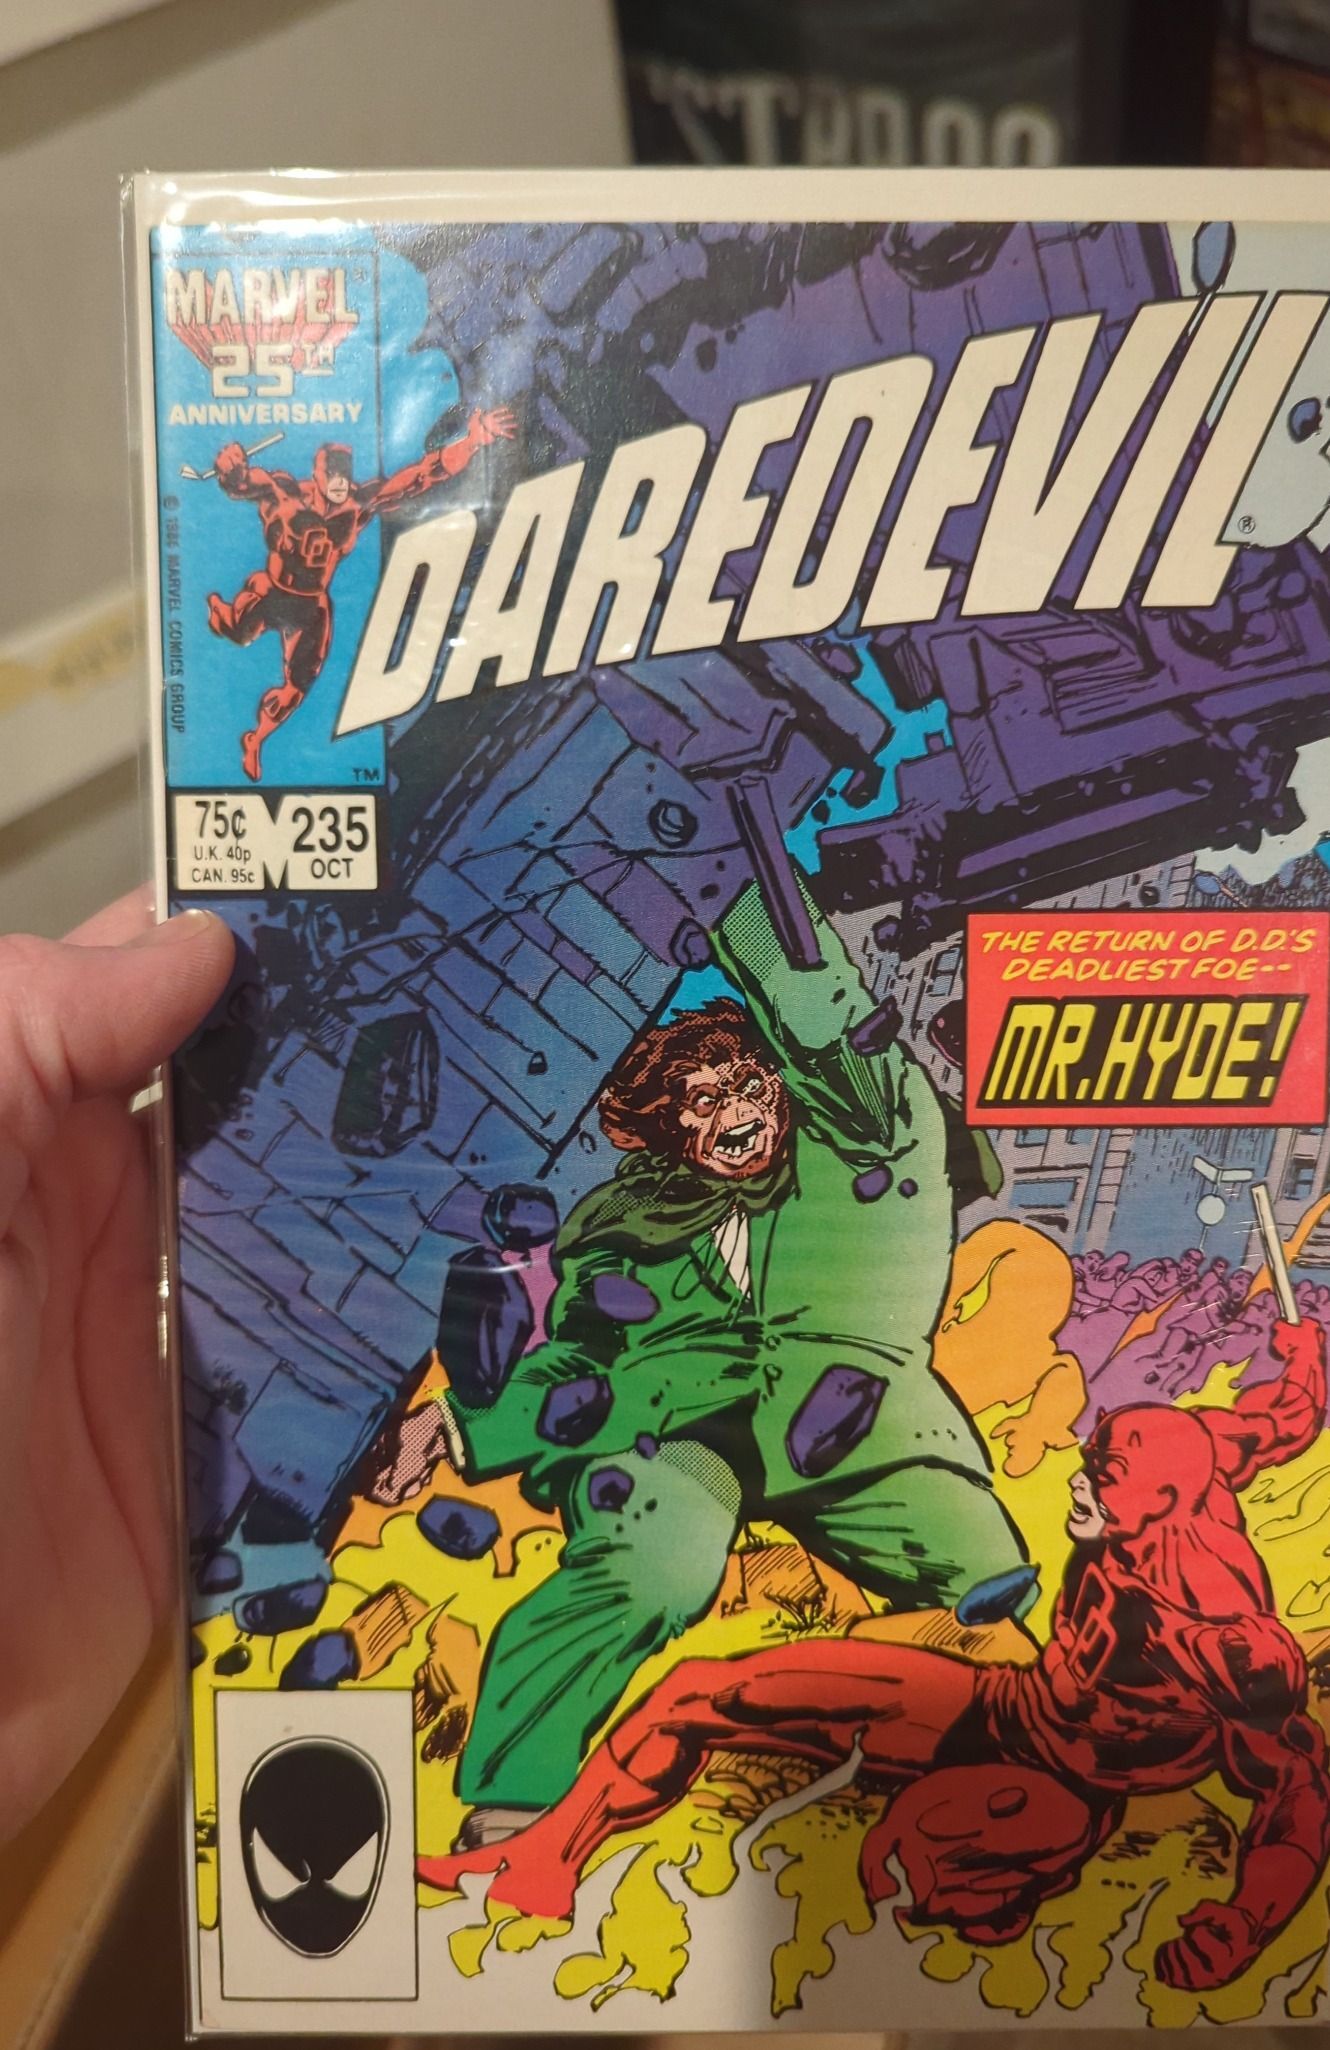 MARVEL®
25TH
ANNIVERSARY
DAREDEVIL®
© 1986 MARVEL COMICS GROUP
TM
75¢
U.K. 40p
CAN. 95¢
235
OCT
THE RETURN OF D.D.'S
DEADLIEST FOE--
MR. HYDE!
DD